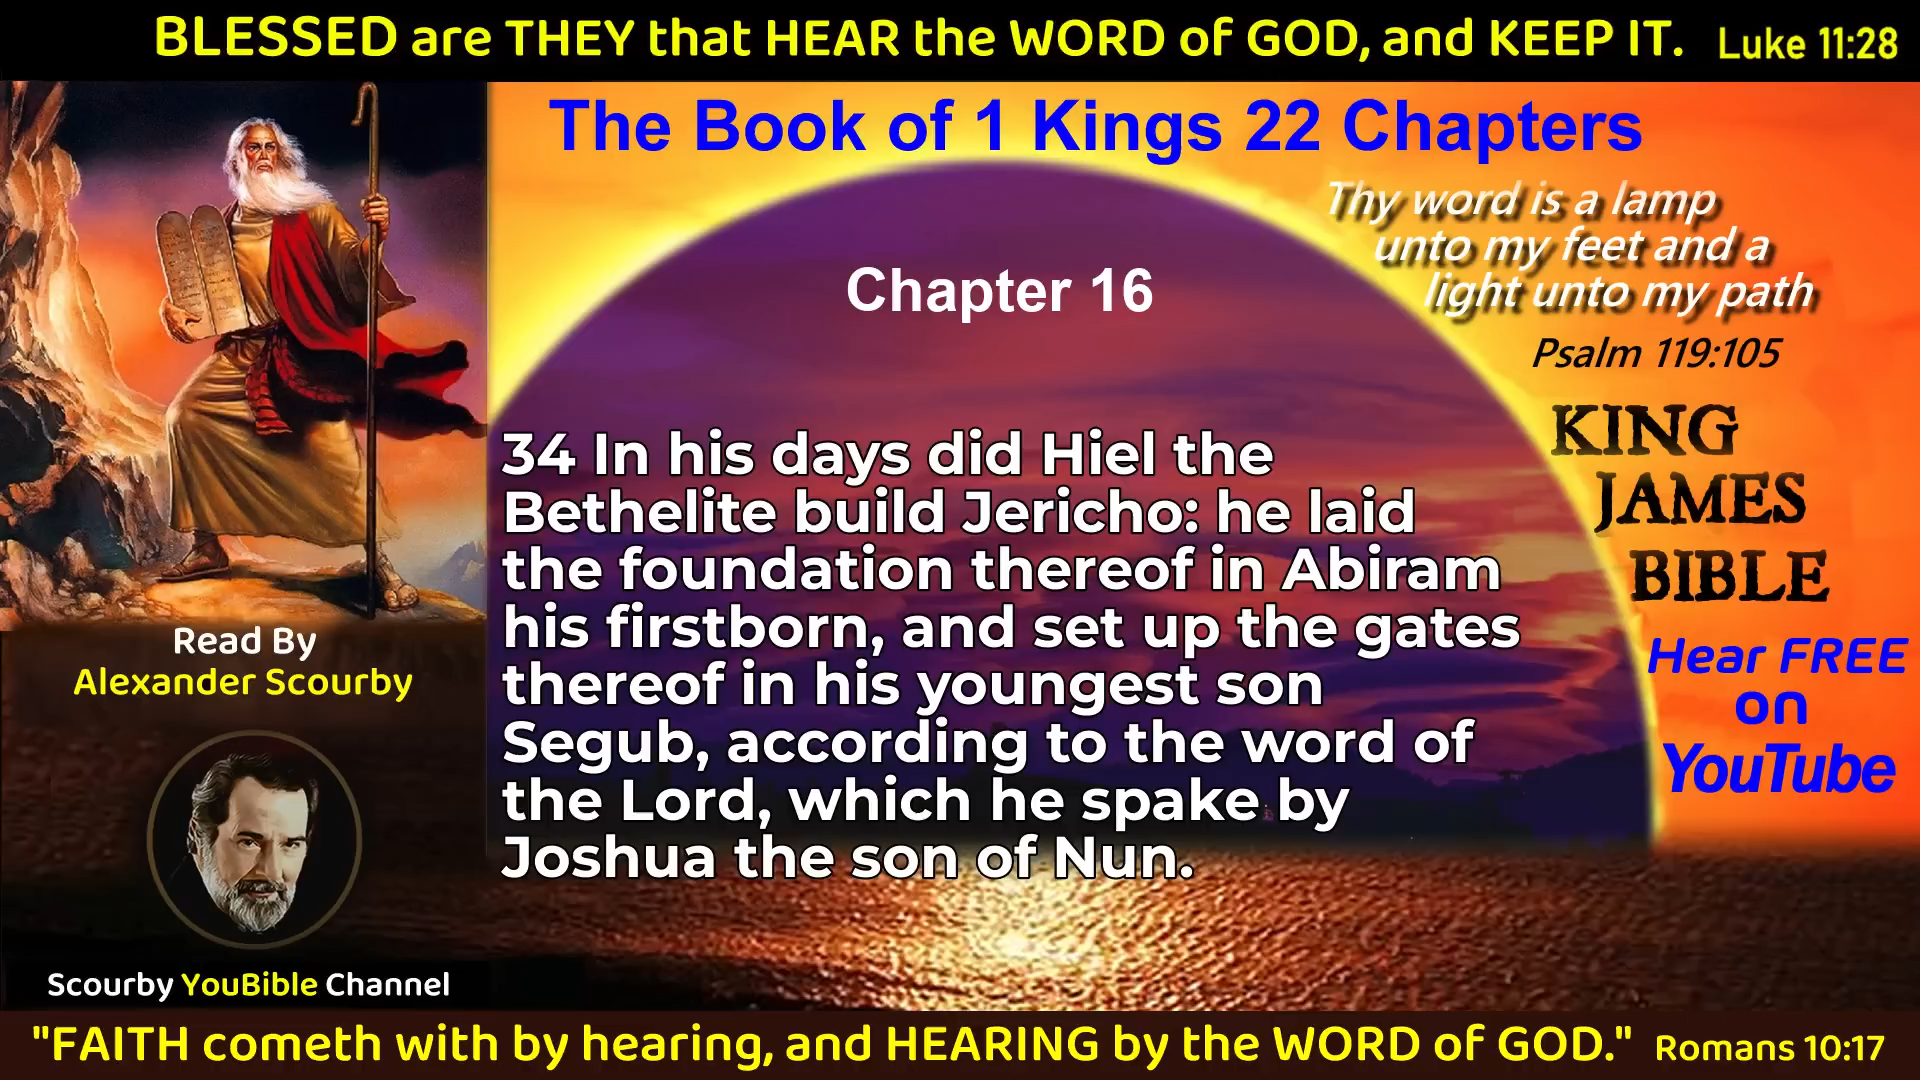 BLESSED are THEY that HEAR the WORD of GOD, and KEEP IT. Luke 11:28
The Book of 1 Kings 22 Chapters
Thy word is a lamp
unto my feet and a
light unto my path
Psalm 119:105
Chapter 16
34 In his days did Hiel the
Bethelite build Jericho: he laid
the foundation thereof in Abiram
his firstborn, and set up the gates
thereof in his youngest son
Segub, according to the word of
the Lord, which he spake by
Joshua the son of Nun.
KING
JAMES
BIBLE
Hear FREE
on
YouTube
Read By
Alexander Scourby
Scourby YouBible Channel
"FAITH cometh with by hearing, and HEARING by the WORD of GOD." Romans 10:17